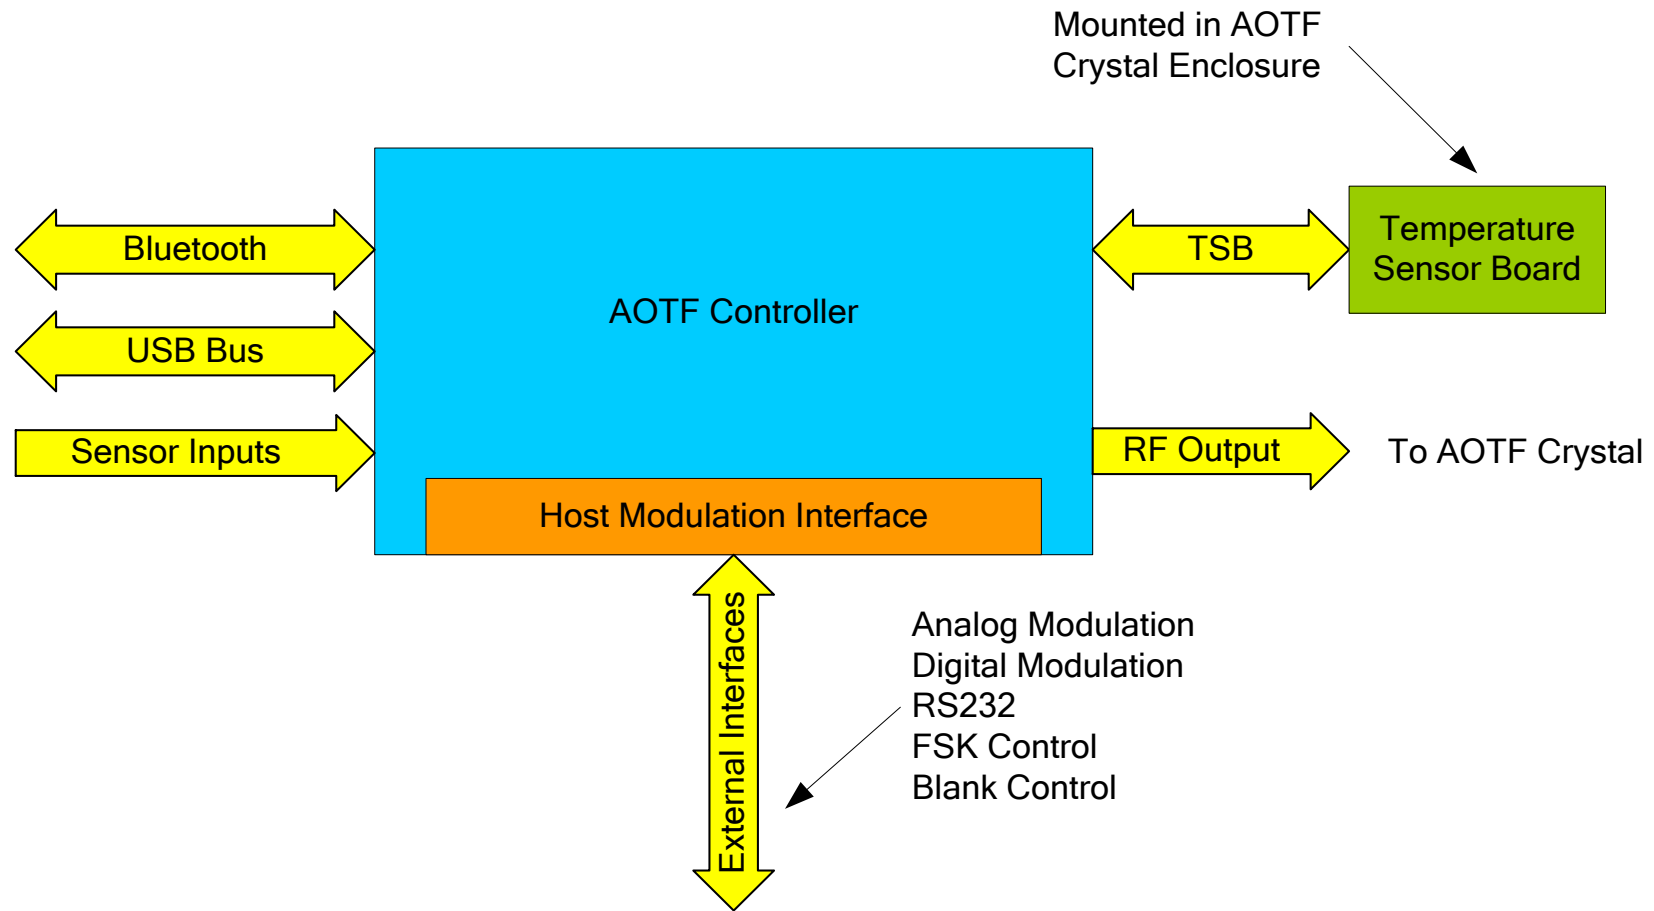 Mounted in AOTF
Crystal Enclosure
Bluetooth
TSB
Temperature
Sensor Board
AOTF Controller
USB Bus
Sensor Inputs
RF Output
To AOTF Crystal
Host Modulation Interface
External Interfaces
Analog Modulation
Digital Modulation
RS232
FSK Control
Blank Control